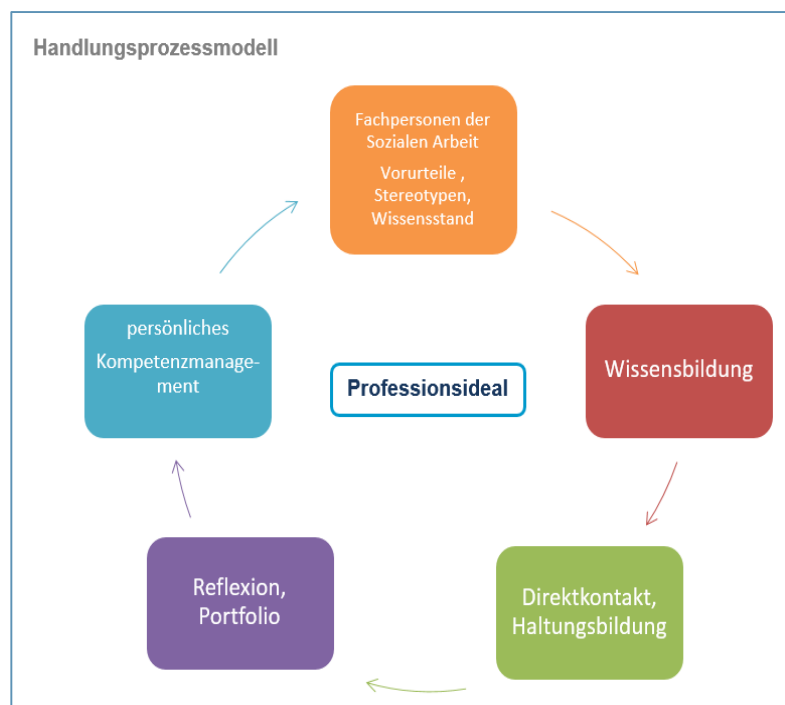 Handlungsprozessmodell
Fachpersonen der
Sozialen Arbeit
Vorurteile ,
Stereotypen,
Wissensstand
Wissensbildung
Direktkontakt,
Haltungsbildung
Reflexion,
Portfolio
persönliches
Kompetenzmanage-
ment
Professionsideal